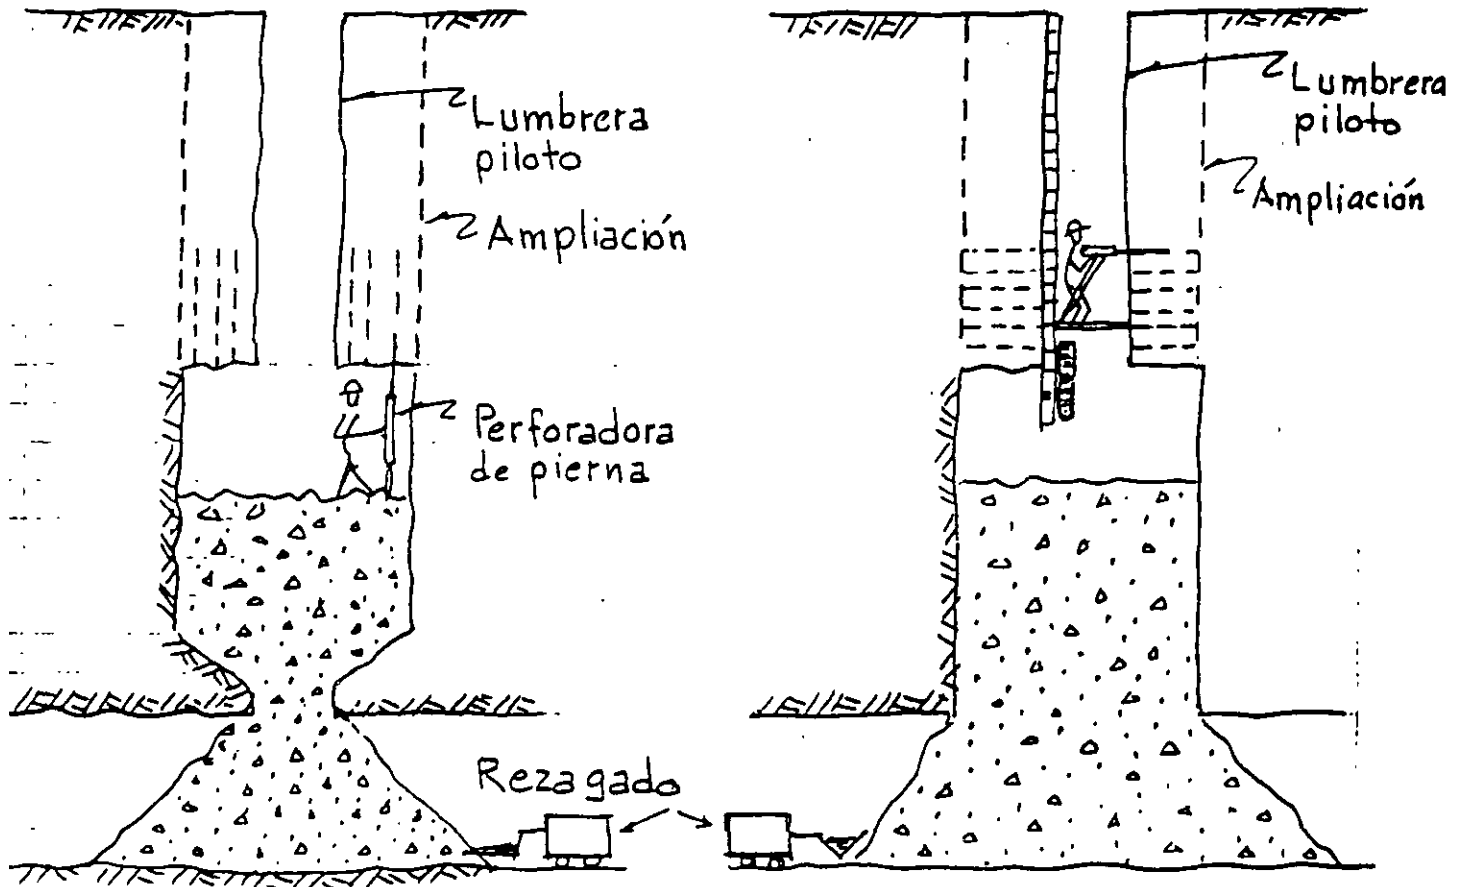 Lumbrera
piloto
Ampliación
Perforadora
de pierna
Lumbrera
piloto
Ampliación
Rezagado